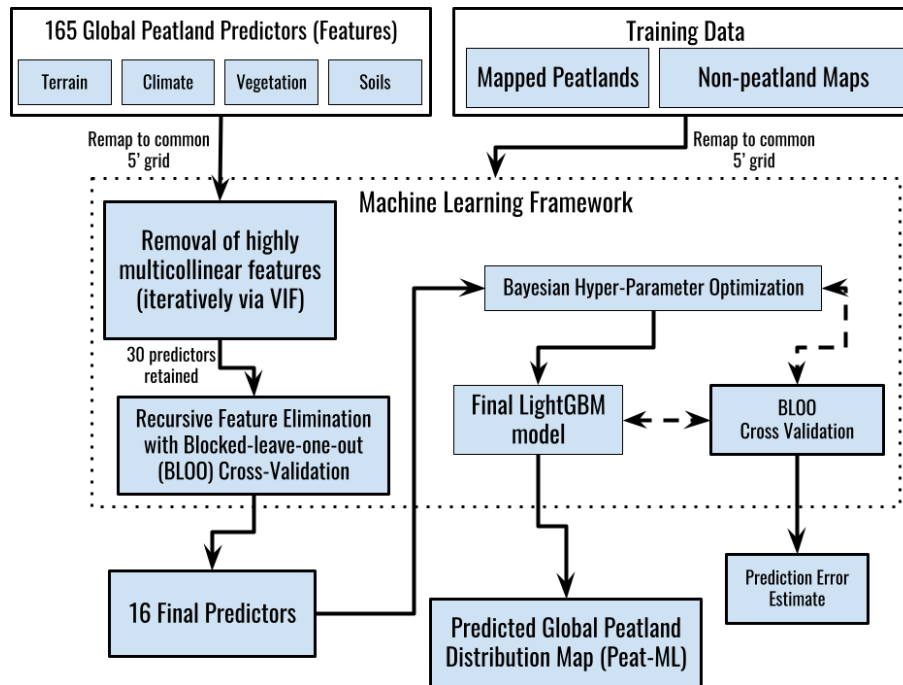 165 Global Peatland Predictors (Features)
Terrain
Climate
Vegetation
Soils
Training Data
Mapped Peatlands
Non-peatland Maps
Remap to common
5' grid
Remap to common
5' grid
Machine Learning Framework
Removal of highly
multicollinear features
(iteratively via VIF)
Bayesian Hyper-Parameter Optimization
30 predictors
retained
Recursive Feature Elimination
with Blocked-leave-one-out
(BLOO) Cross-Validation
Final LightGBM
model
BLOO
Cross Validation
16 Final Predictors
Predicted Global Peatland
Distribution Map (Peat-ML)
Prediction Error
Estimate